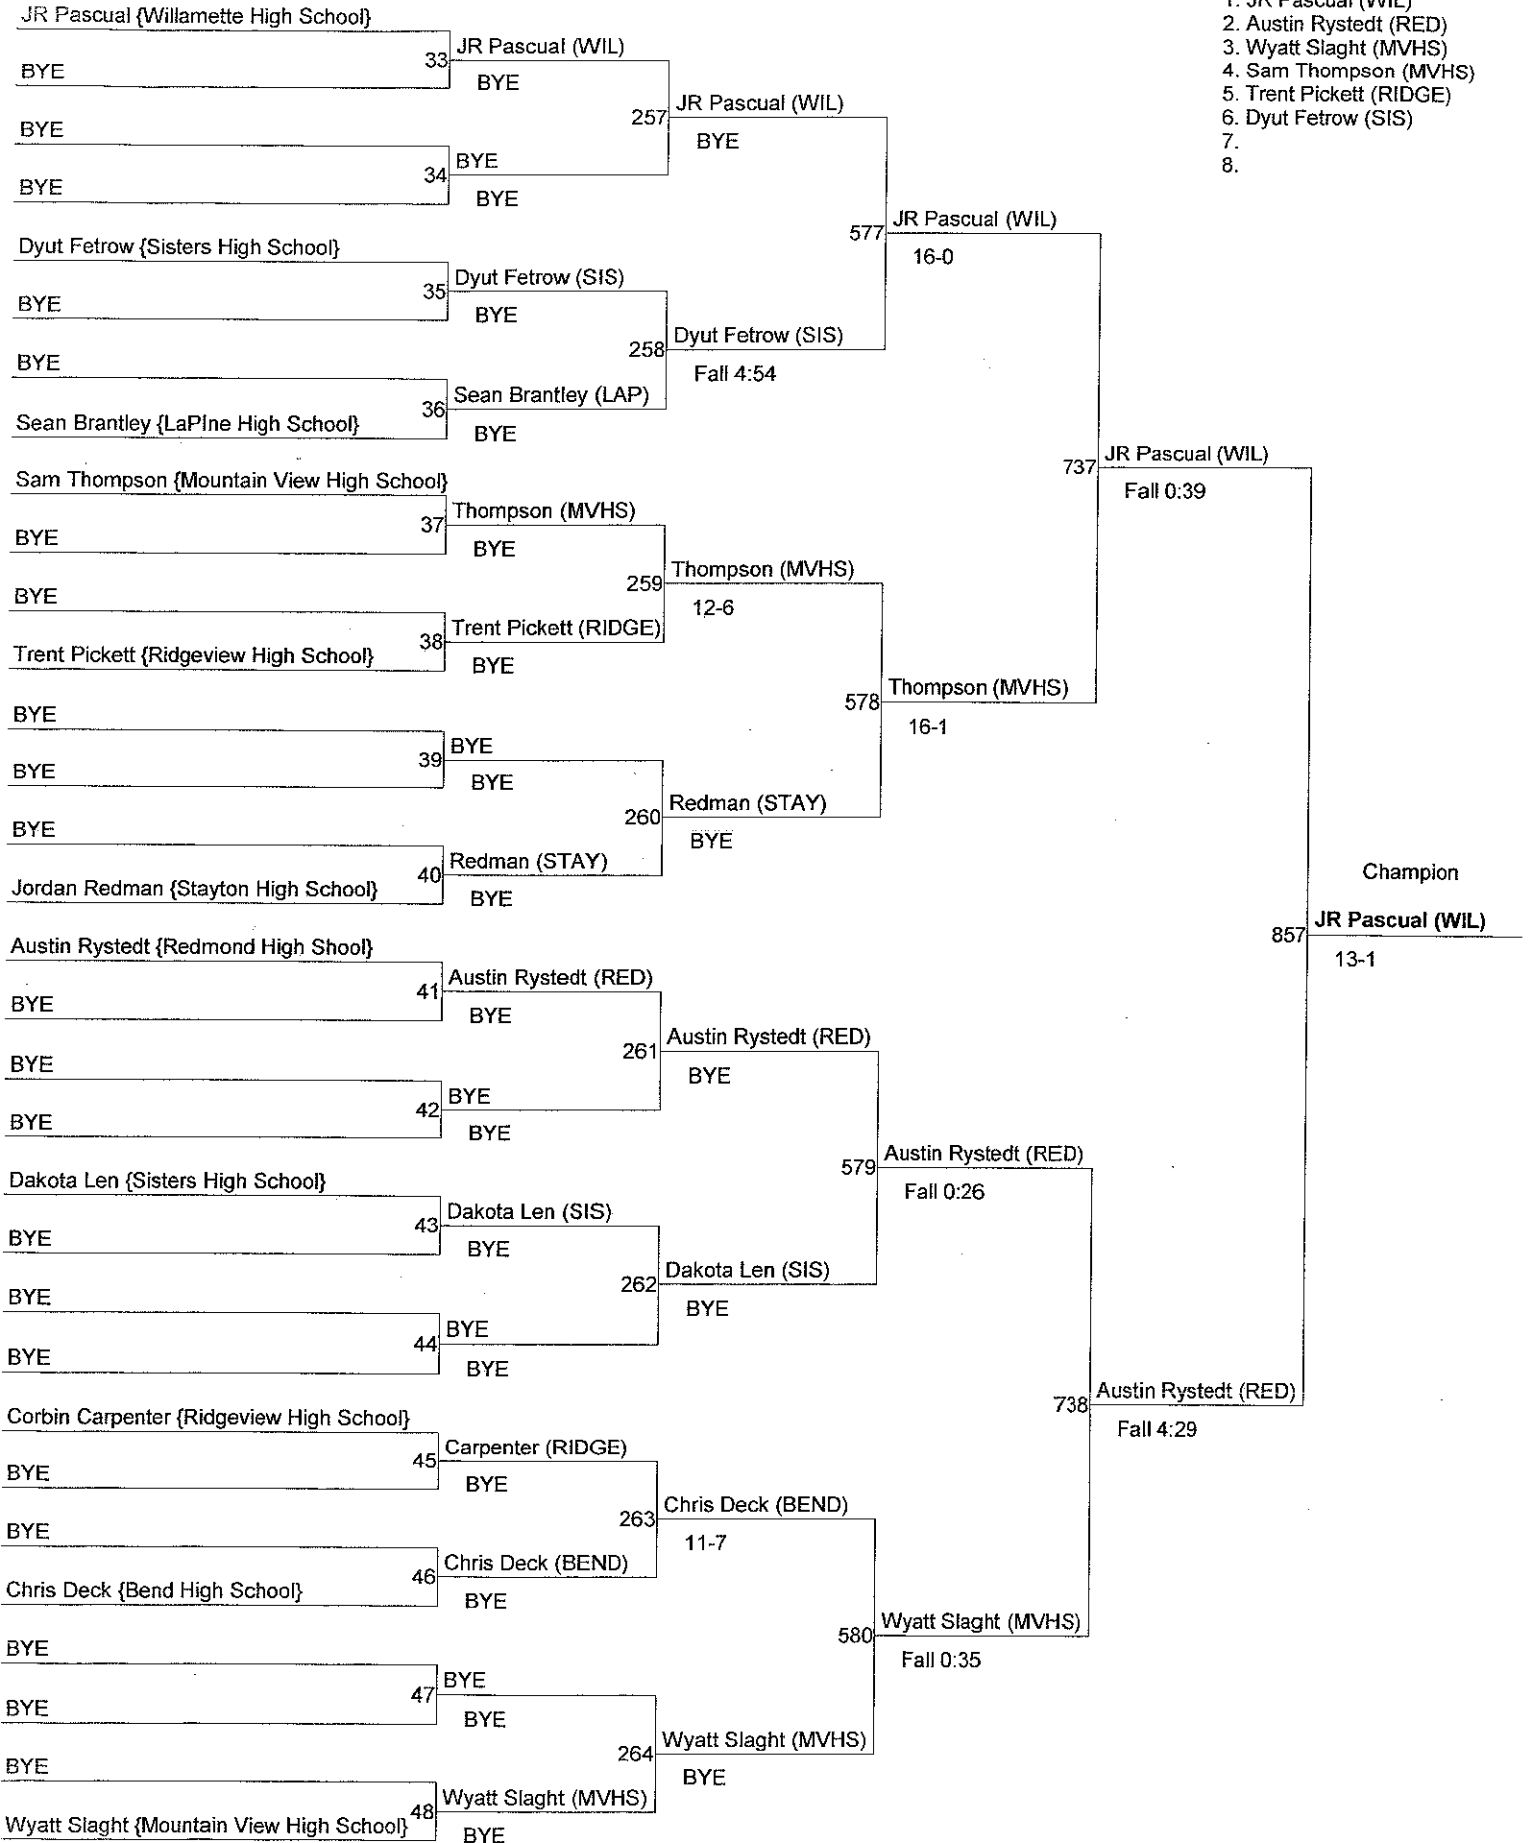 JR Pascual {Willamette High School}
1. JR Pascual (WIL)
2. Austin Rystedt (RED)
3. Wyatt Slaght (MVHS)
4. Sam Thompson (MVHS)
5. Trent Pickett (RIDGE)
6. Dyut Fetrow (SIS)
7.
8.
33
JR Pascual (WIL)
BYE
BYE
257
JR Pascual (WIL)
BYE
BYE
34
BYE
BYE
BYE
577
JR Pascual (WIL)
16-0
Dyut Fetrow {Sisters High School}
35
Dyut Fetrow (SIS)
BYE
BYE
258
Dyut Fetrow (SIS)
Fall 4:54
BYE
36
Sean Brantley (LAP)
BYE
Sean Brantley {LaPIne High School}
737
JR Pascual (WIL)
Fall 0:39
Sam Thompson {Mountain View High School}
37
Thompson (MVHS)
BYE
BYE
259
Thompson (MVHS)
12-6
BYE
38
Trent Pickett (RIDGE)
BYE
Trent Pickett {Ridgeview High School}
578
Thompson (MVHS)
16-1
BYE
39
BYE
BYE
BYE
260
Redman (STAY)
BYE
BYE
40
Redman (STAY)
BYE
Jordan Redman {Stayton High School}
Champion
857
JR Pascual (WIL)
13-1
Austin Rystedt {Redmond High Shool}
41
Austin Rystedt (RED)
BYE
BYE
261
Austin Rystedt (RED)
BYE
BYE
42
BYE
BYE
BYE
579
Austin Rystedt (RED)
Fall 0:26
Dakota Len {Sisters High School}
43
Dakota Len (SIS)
BYE
BYE
262
Dakota Len (SIS)
BYE
BYE
44
BYE
BYE
BYE
738
Austin Rystedt (RED)
Fall 4:29
Corbin Carpenter {Ridgeview High School}
45
Carpenter (RIDGE)
BYE
BYE
263
Chris Deck (BEND)
11-7
BYE
46
Chris Deck (BEND)
BYE
Chris Deck {Bend High School}
580
Wyatt Slaght (MVHS)
Fall 0:35
BYE
47
BYE
BYE
BYE
264
Wyatt Slaght (MVHS)
BYE
BYE
48
Wyatt Slaght (MVHS)
BYE
Wyatt Slaght {Mountain View High School}